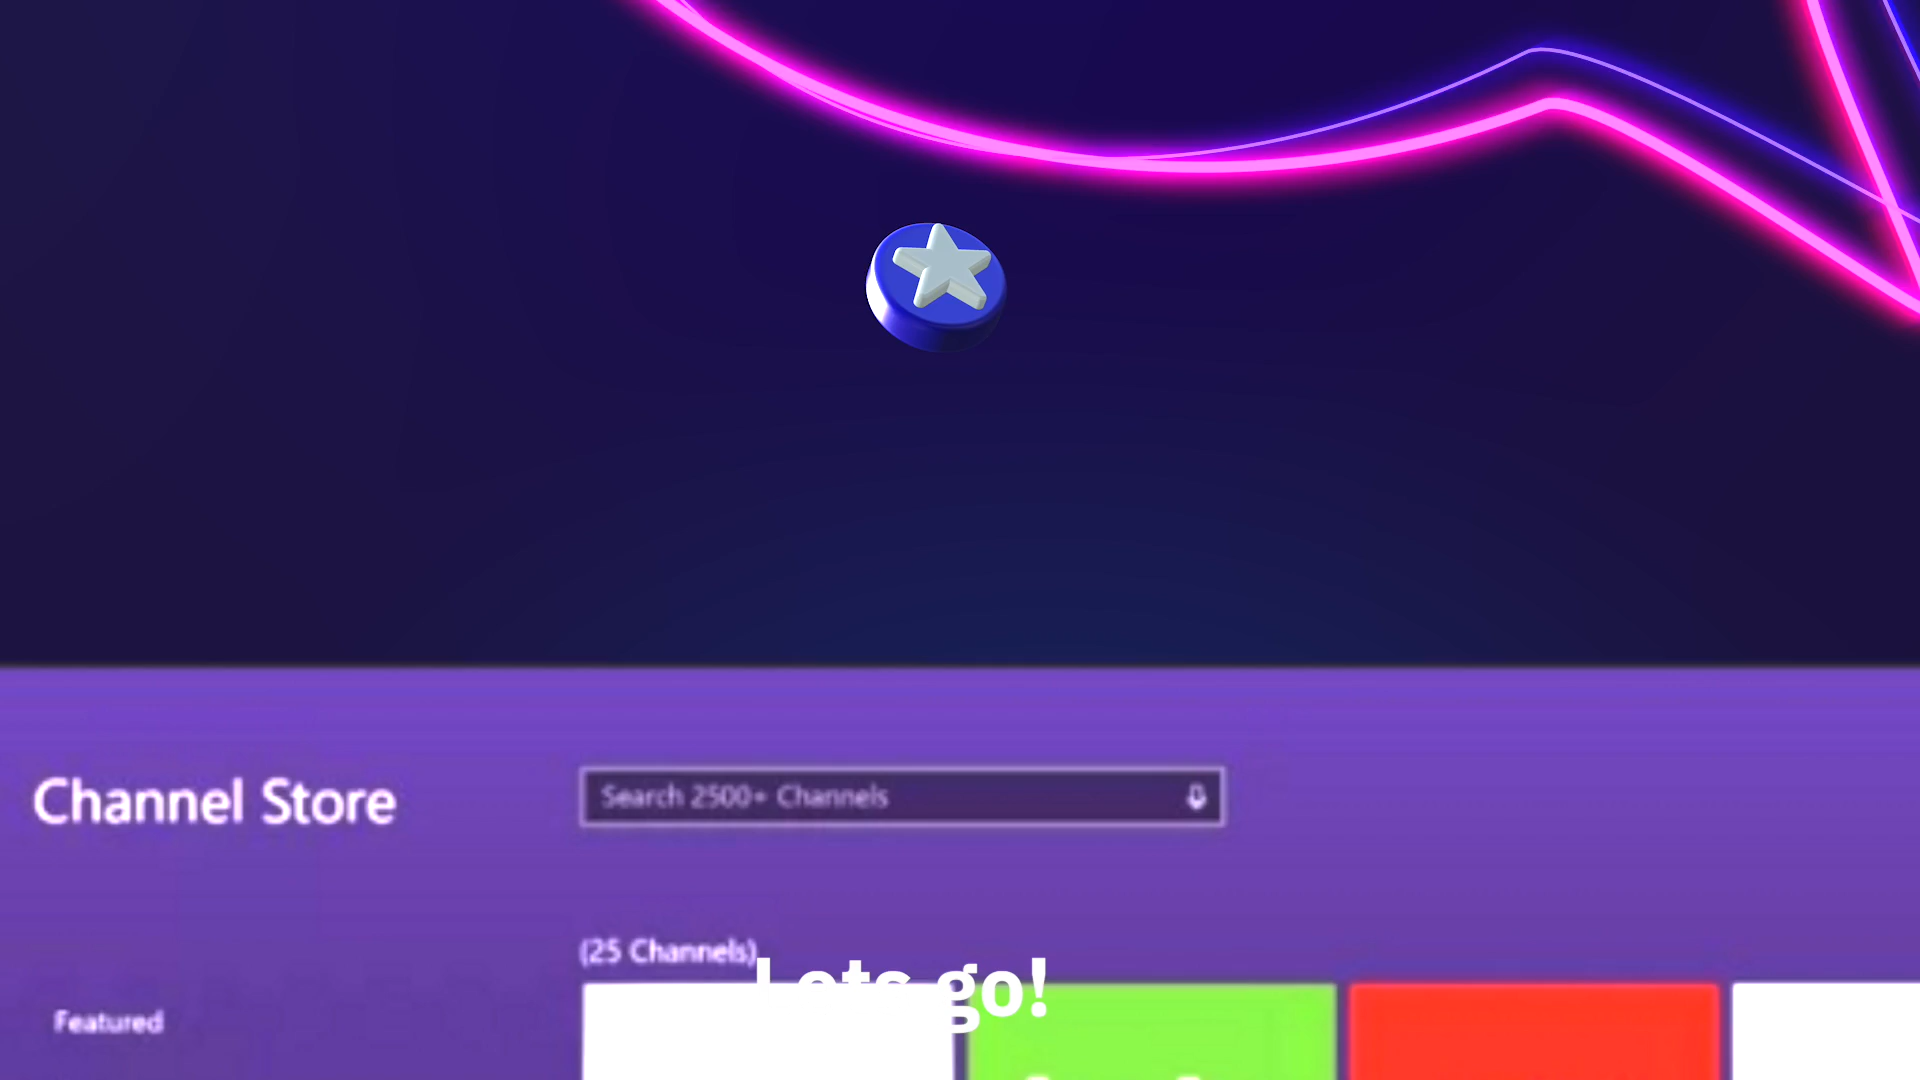 Channel Store
Search 2500+ Channels
(25 Channels)
Lets go!
Featured